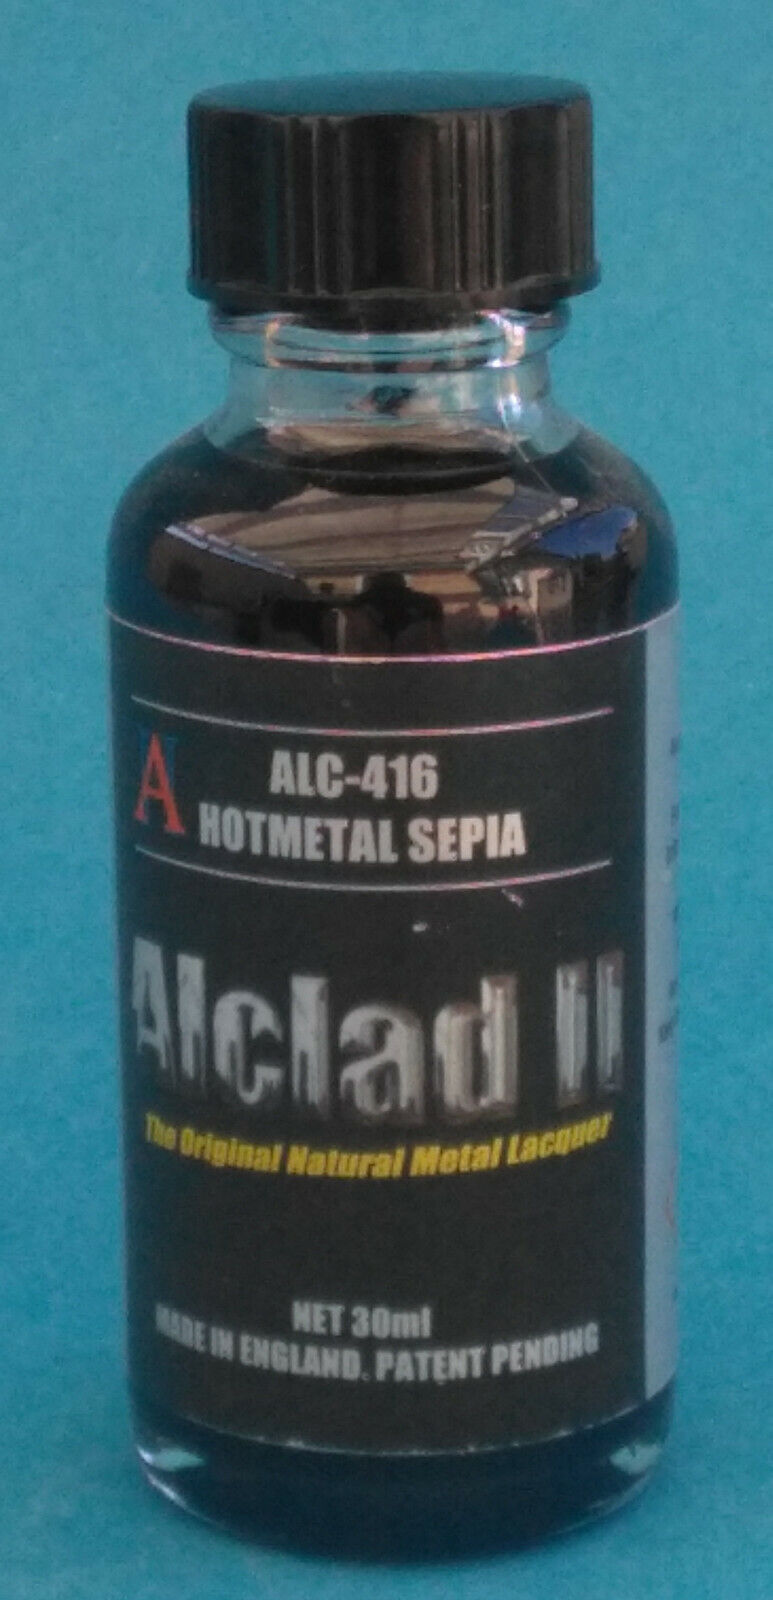 ALC-416
A HOTMETAL SEPIA
Alclad II
The Original Natural Metal Lacquer
NET 30ml
MADE IN ENGLAND. PATENT PENDING